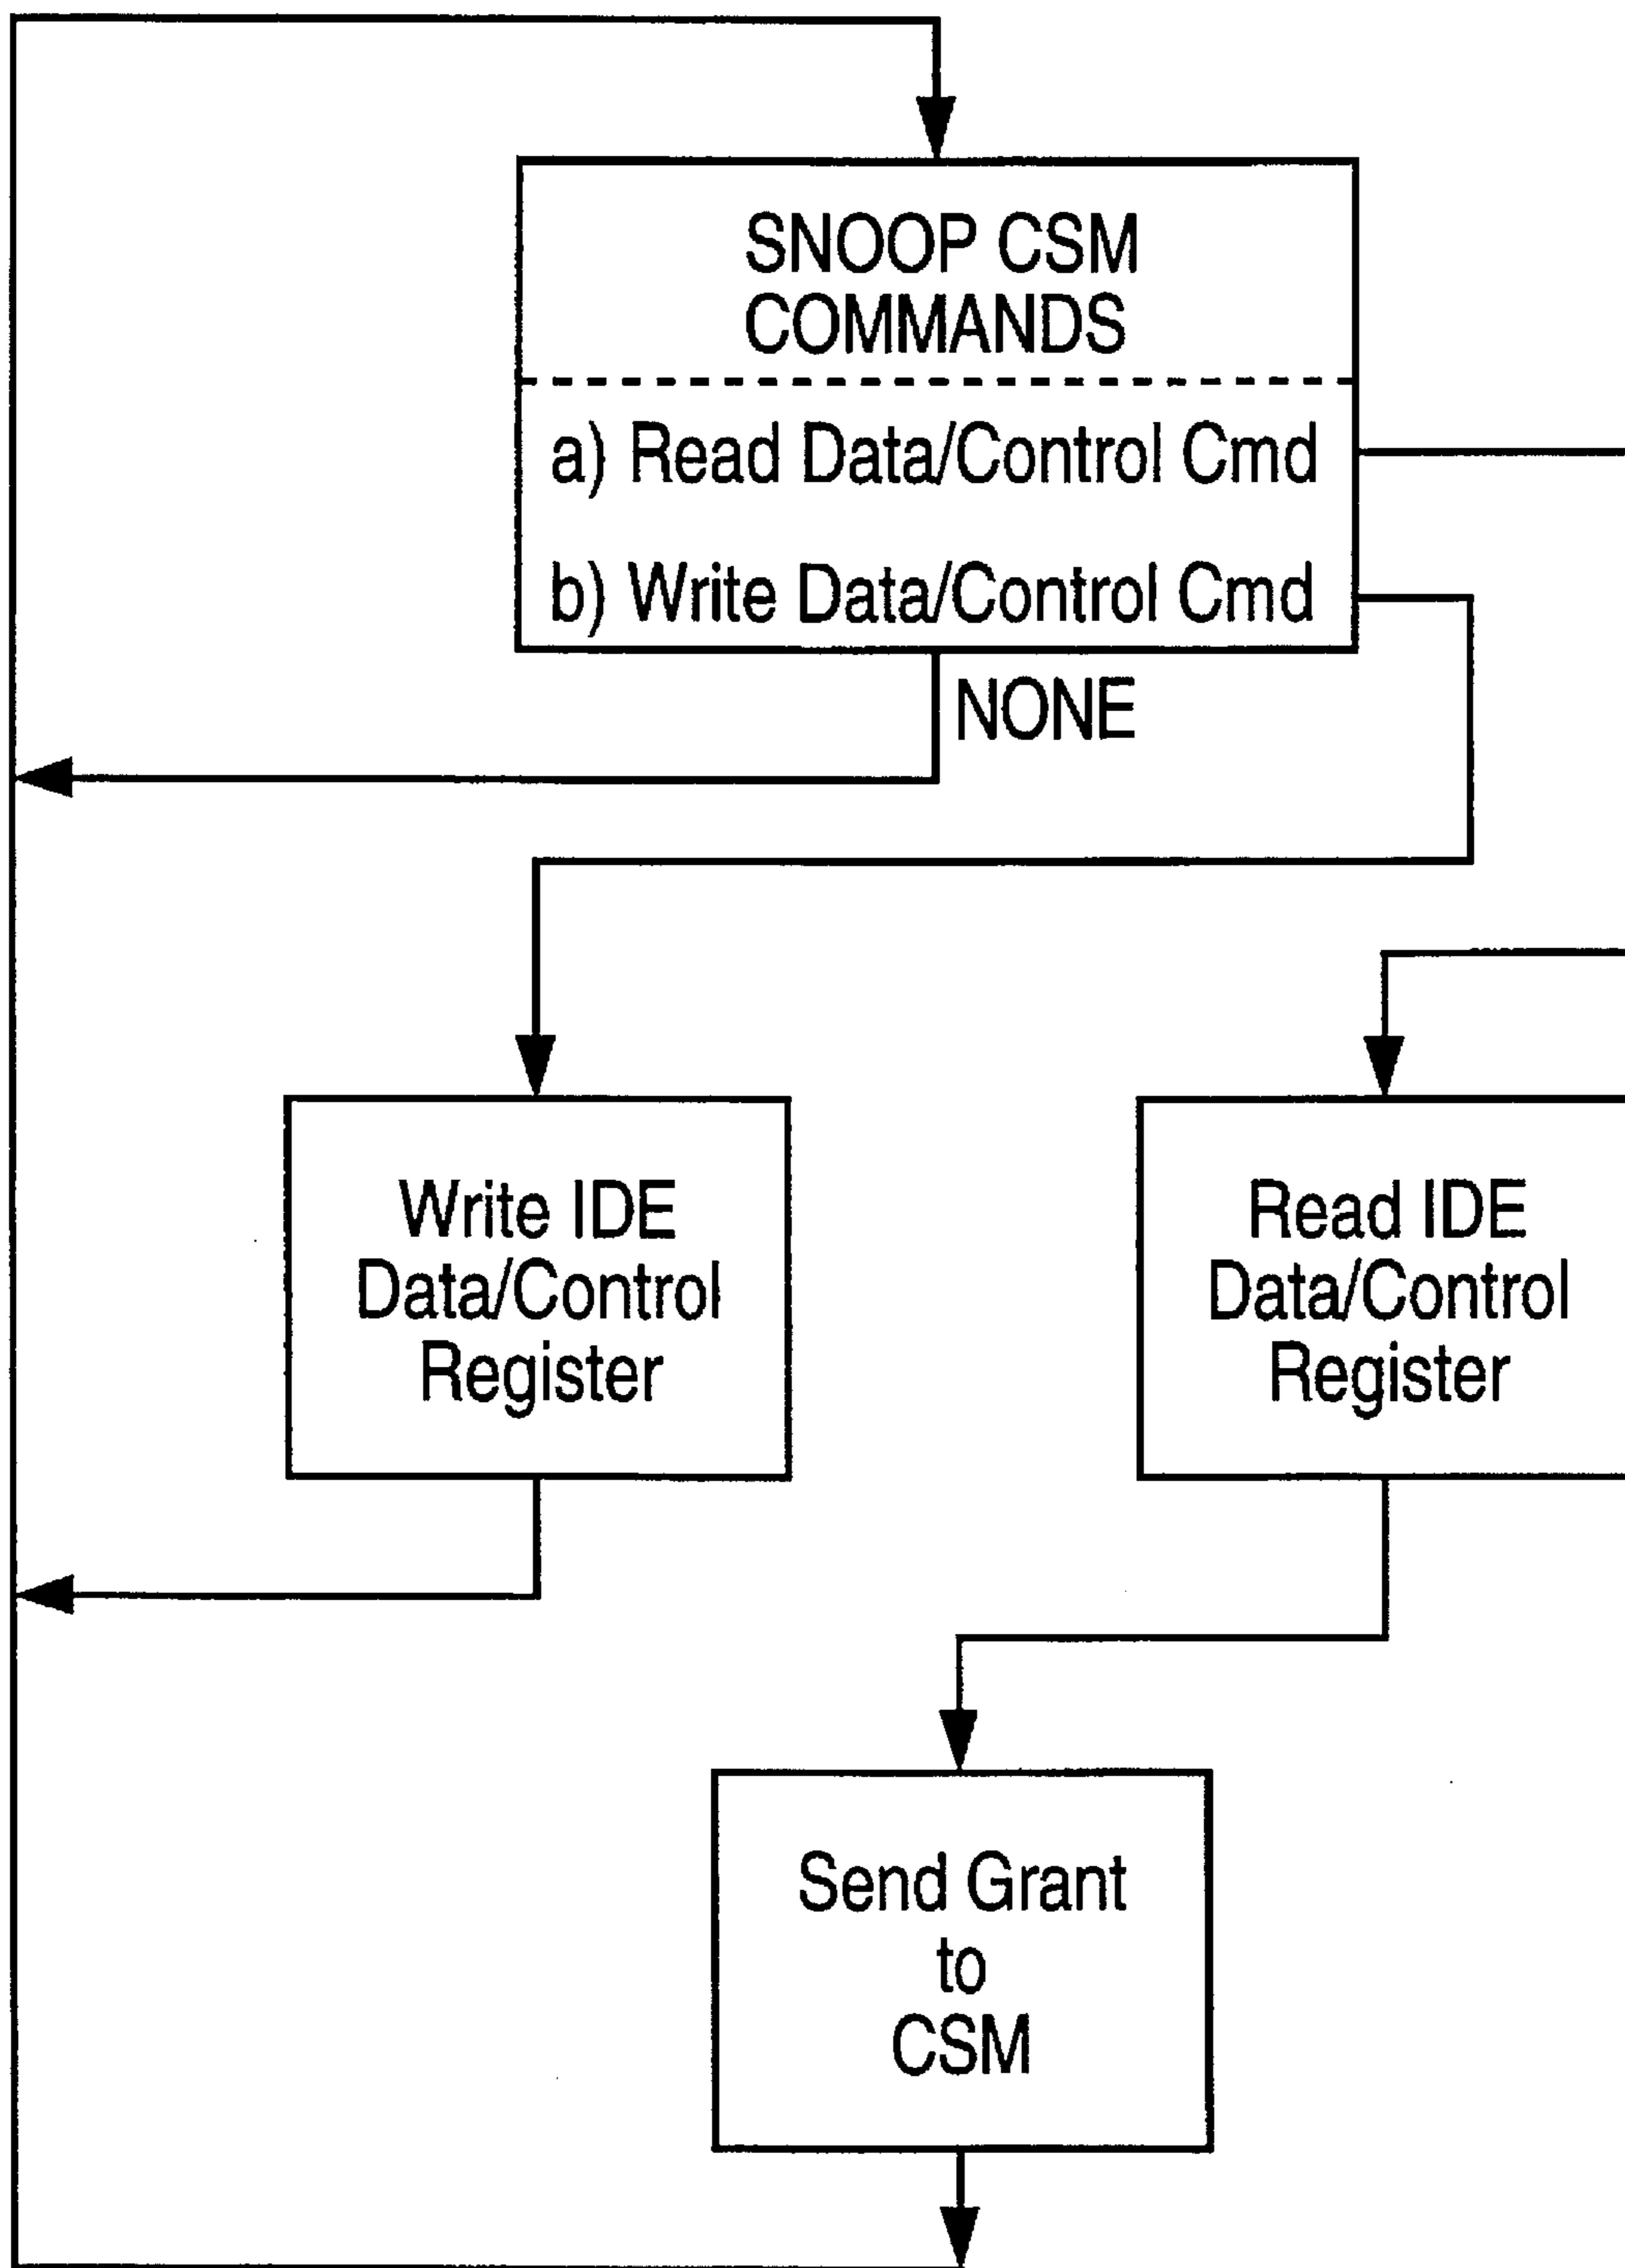 SNOOP CSM
COMMANDS
a) Read Data/Control Cmd
b) Write Data/Control Cmd
NONE
Write IDE
Data/Control
Register
Read IDE
Data/Control
Register
Send Grant
to
CSM